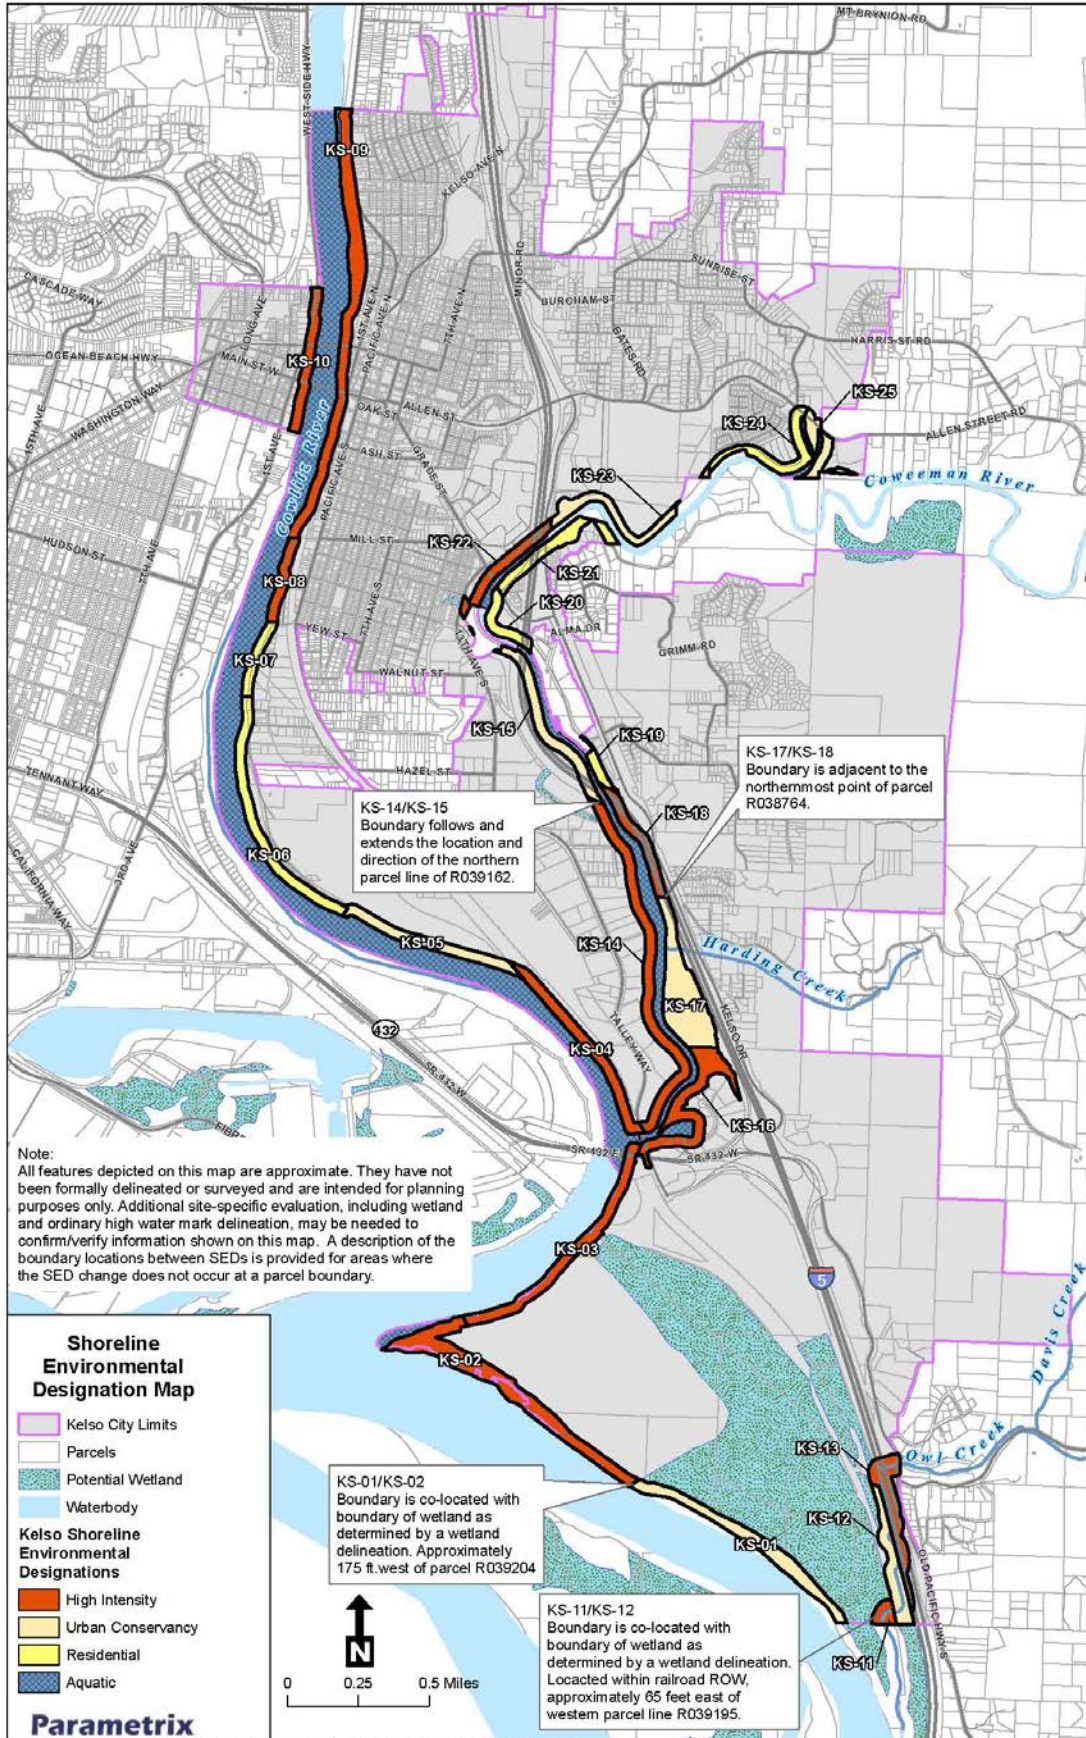 MT BRYNION RD
WEST SIDE HWY
KS-09
KELSO AVE N
MINOR RD
SUNRISE ST
CASCADE WAY
LONG AVE
1ST AVE N
PACIFIC AVE N
7TH AVE N
BURCHAM ST
BATES RD
HARRIS ST RD
OCEAN BEACH HWY
MAIN ST W
KS-10
WASHINGTON WAY
15TH AVE
1ST AVE
Cowlitz River
OAK ST
ALLEN ST
ASH ST
GRADE ST
KS-25
KS-24
ALLEN STREET RD
Coweeman River
KS-23
PACIFIC AVE S
HUDSON ST
7TH AVE
MILL ST
KS-22
KS-21
KS-08
7TH AVE S
KS-20
YEW ST
13TH AVE S
ALMA DR
GRIMM RD
KS-07
WALNUT ST
KS-15
KS-19
HAZEL ST
TENNANT WAY
3RD AVE
CALIFORNIA WAY
KS-17/KS-18
Boundary is adjacent to the
northernmost point of parcel
R038764.
KS-14/KS-15
Boundary follows and
extends the location and
direction of the northern
parcel line of R039162.
KS-18
KS-06
KS-05
KS-14
Harding Creek
KS-17
KELSO DR
TALLEY WAY
432
KS-04
SR 432 W
KS-16
FIBRE
SR 432 E
SR 432 W
Note:
All features depicted on this map are approximate. They have not
been formally delineated or surveyed and are intended for planning
purposes only. Additional site-specific evaluation, including wetland
and ordinary high water mark delineation, may be needed to
confirm/verify information shown on this map. A description of the
boundary locations between SEDs is provided for areas where
the SED change does not occur at a parcel boundary.
KS-03
5
KS-02
Davis Creek
Owl Creek
KS-13
KS-12
KS-01
OLD PACIFIC HWY S
KS-11
KS-01/KS-02
Boundary is co-located with
boundary of wetland as
determined by a wetland
delineation. Approximately
175 ft.west of parcel R039204
KS-11/KS-12
Boundary is co-located with
boundary of wetland as
determined by a wetland delineation.
Locacted within railroad ROW,
approximately 65 feet east of
western parcel line R039195.
Shoreline
Environmental
Designation Map
Kelso City Limits
Parcels
Potential Wetland
Waterbody
Kelso Shoreline
Environmental
Designations
High Intensity
Urban Conservancy
Residential
Aquatic
Parametrix
N
0 0.25 0.5 Miles